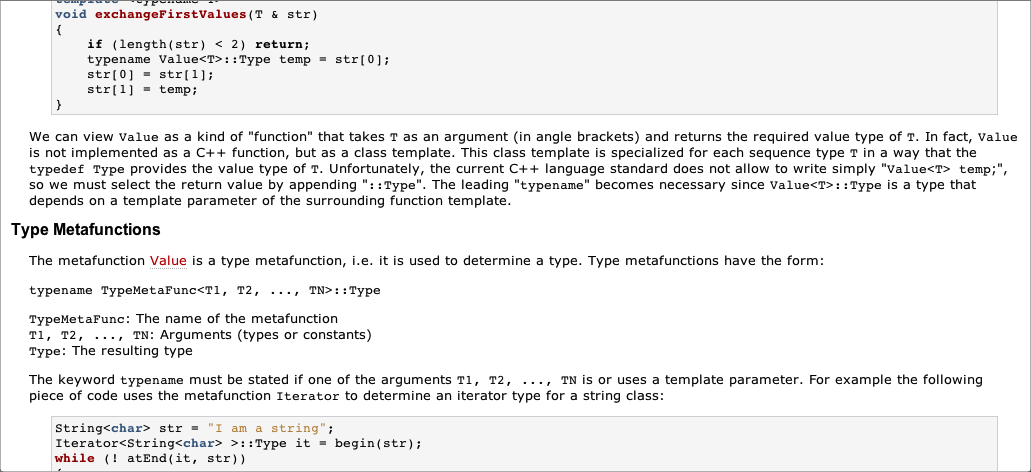 template <typename T>
void exchangeFirstValues(T & str)
{
if (length(str) < 2) return;
typename Value<T>::Type temp = str[0];
str[0] = str[1];
str[1] = temp;
}
We can view Value as a kind of "function" that takes T as an argument (in angle brackets) and returns the required value type of T. In fact, Value
is not implemented as a C++ function, but as a class template. This class template is specialized for each sequence type T in a way that the
typedef Type provides the value type of T. Unfortunately, the current C++ language standard does not allow to write simply "Value<T> temp;",
so we must select the return value by appending "::Type". The leading "typename" becomes necessary since Value<T>::Type is a type that
depends on a template parameter of the surrounding function template.
Type Metafunctions
The metafunction Value is a type metafunction, i.e. it is used to determine a type. Type metafunctions have the form:
typename TypeMetaFunc<T1, T2, ..., TN>::Type
TypeMetaFunc: The name of the metafunction
T1, T2, ..., TN: Arguments (types or constants)
Type: The resulting type
The keyword typename must be stated if one of the arguments T1, T2, ..., TN is or uses a template parameter. For example the following
piece of code uses the metafunction Iterator to determine an iterator type for a string class:
String<char> str = "I am a string";
Iterator<String<char> >::Type it = begin(str);
while (! atEnd(it, str))